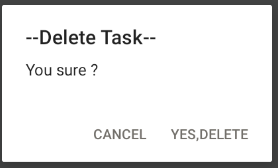 --Delete Task--
You sure ?
CANCEL YES,DELETE